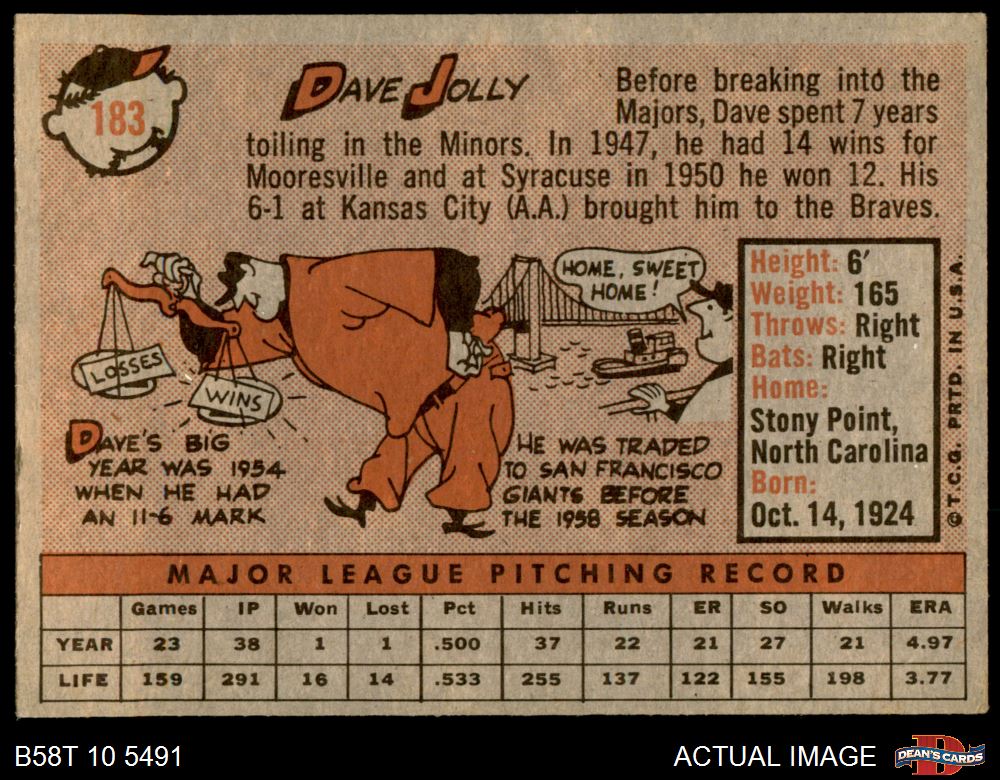 183
DAVE JOLLY
Before breaking into the
Majors, Dave spent 7 years
toiling in the Minors. In 1947, he had 14 wins for
Mooresville and at Syracuse in 1950 he won 12. His
6-1 at Kansas City (A.A.) brought him to the Braves.
LOSSES
WINS
DAVE'S BIG
YEAR WAS 1954
WHEN HE HAD
AN 11-6 MARK
HOME, SWEET
HOME!
HE WAS TRADED
TO SAN FRANCISCO
GIANTS BEFORE
THE 1958 SEASON
Height: 6'
Weight: 165
Throws: Right
Bats: Right
Home:
Stony Point,
North Carolina
Born:
Oct. 14, 1924
© T.C.G. PRTD. IN U.S.A.
MAJOR LEAGUE PITCHING RECORD
Games IP Won Lost Pct Hits Runs ER SO Walks ERA
YEAR 23 38 1 1 .500 37 22 21 27 21 4.97
LIFE 159 291 16 14 .533 255 137 122 155 198 3.77
B58T 10 5491
ACTUAL IMAGE
D
DEAN'S CARDS